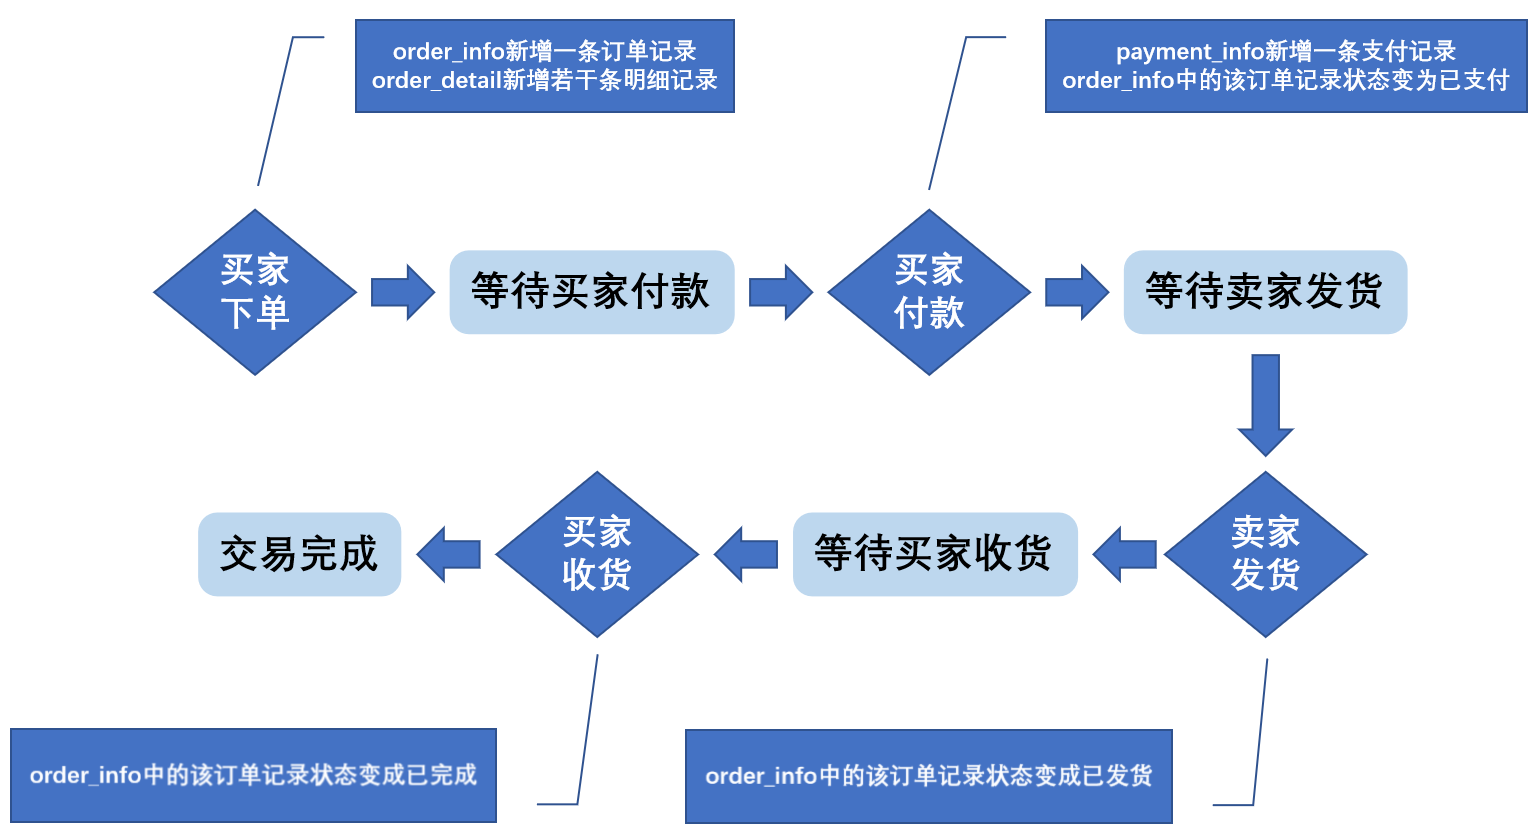 order_info新增一条订单记录
order_detail新增若干条明细记录
payment_info新增一条支付记录
order_info中的该订单记录状态变为已支付
买家
下单
等待买家付款
买家
付款
等待卖家发货
卖家
发货
等待买家收货
买家
收货
交易完成
order_info中的该订单记录状态变成已完成
order_info中的该订单记录状态变成已发货